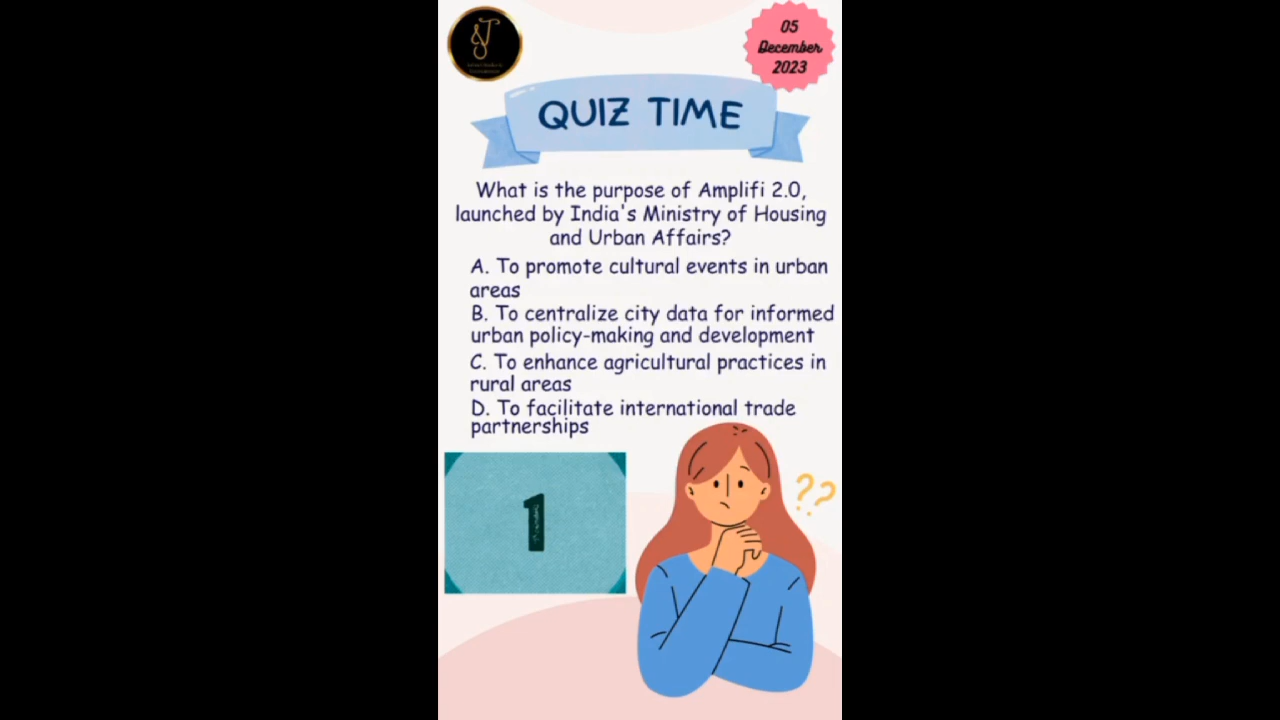 05
December
2023
QUIZ TIME
What is the purpose of Amplifi 2.0,
launched by India's Ministry of Housing
and Urban Affairs?
A. To promote cultural events in urban
areas
B. To centralize city data for informed
urban policy-making and development
C. To enhance agricultural practices in
rural areas
D. To facilitate international trade
partnerships
??
1